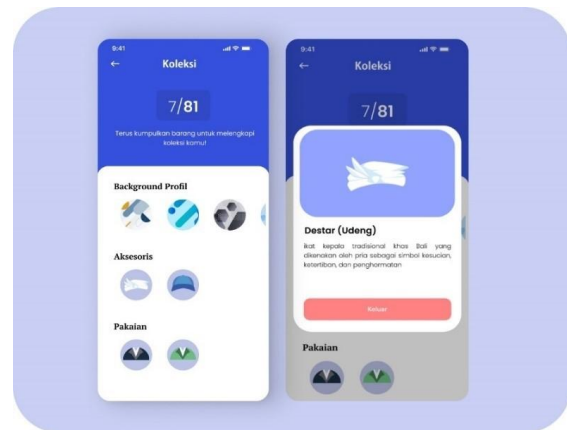 9:41
Koleksi
7/81
Terus kumpulkan barang untuk melengkapi
koleksi kamu!
Background Profil
Aksesoris
Pakaian
9:41
Koleksi
7/81
Destar (Udeng)
Ikat kepala tradisional khas Bali yang
dikenakan oleh pria sebagai simbol kesucian,
ketertiban, dan penghormatan
Keluar
Pakaian